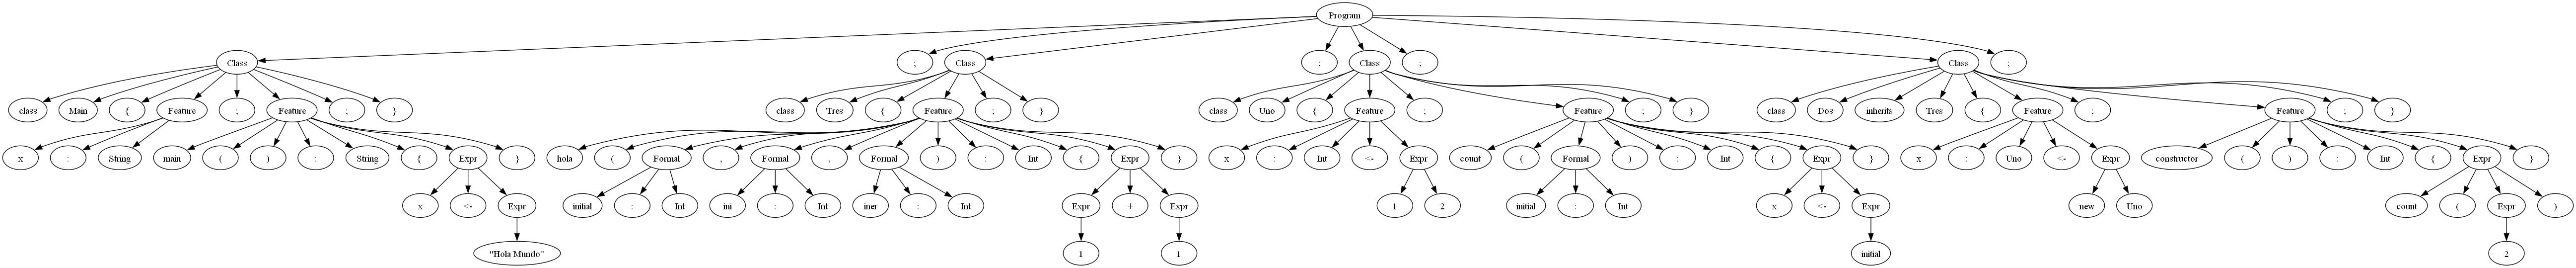 Program
Class ; Class ; Class ; Class ;
class Main { Feature ; Feature ; } class Tres { Feature ; } class Uno { Feature ; Feature ; } class Dos inherits Tres { Feature ; Feature ; }
x : String main ( ) : String { Expr } hola ( Formal , Formal , Formal ) : Int { Expr } x : Int <- Expr count ( Formal ) : Int { Expr } x : Uno <- Expr constructor ( ) : Int { Expr }
x <- Expr initial : Int ini : Int iner : Int Expr + Expr 1 2 initial : Int x <- Expr new Uno count ( Expr )
"Hola Mundo" 1 1 initial 2